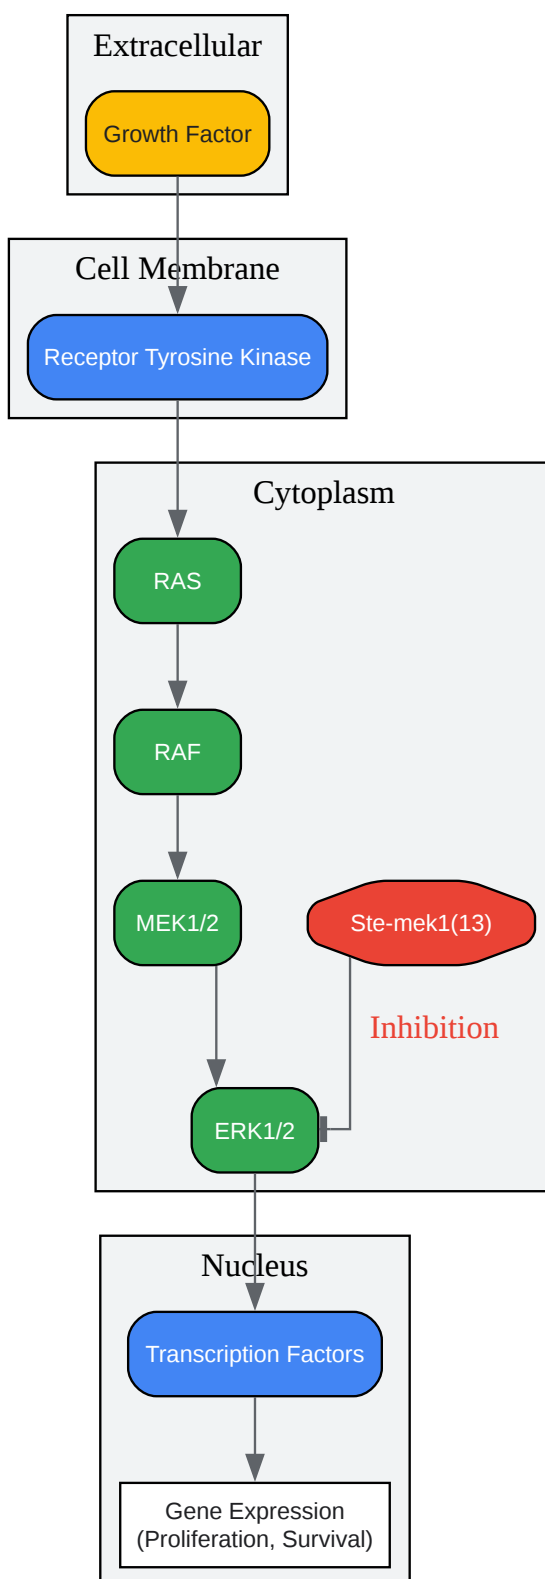 Extracellular
Growth Factor
Cell Membrane
Receptor Tyrosine Kinase
Cytoplasm
RAS
RAF
MEK1/2
Ste-mek1(13)
Inhibition
ERK1/2
Nucleus
Transcription Factors
Gene Expression
(Proliferation, Survival)